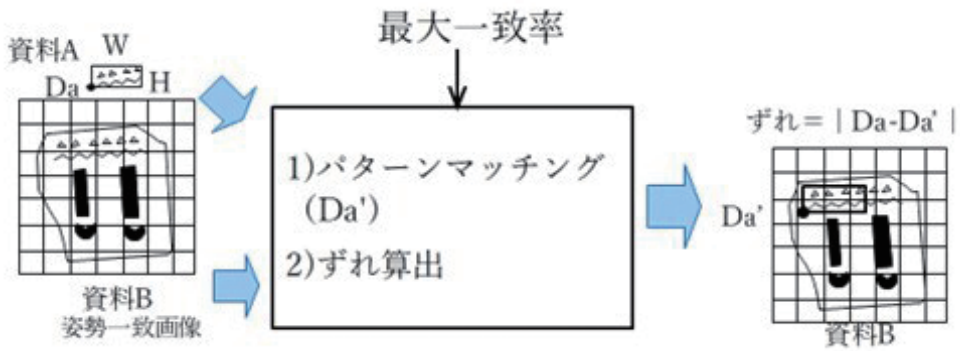 最大一致率
資料A W
Da H
1)パターンマッチング
(Da')
2)ずれ算出
資料B
姿勢一致画像
ずれ=｜Da-Da'｜
Da'
資料B